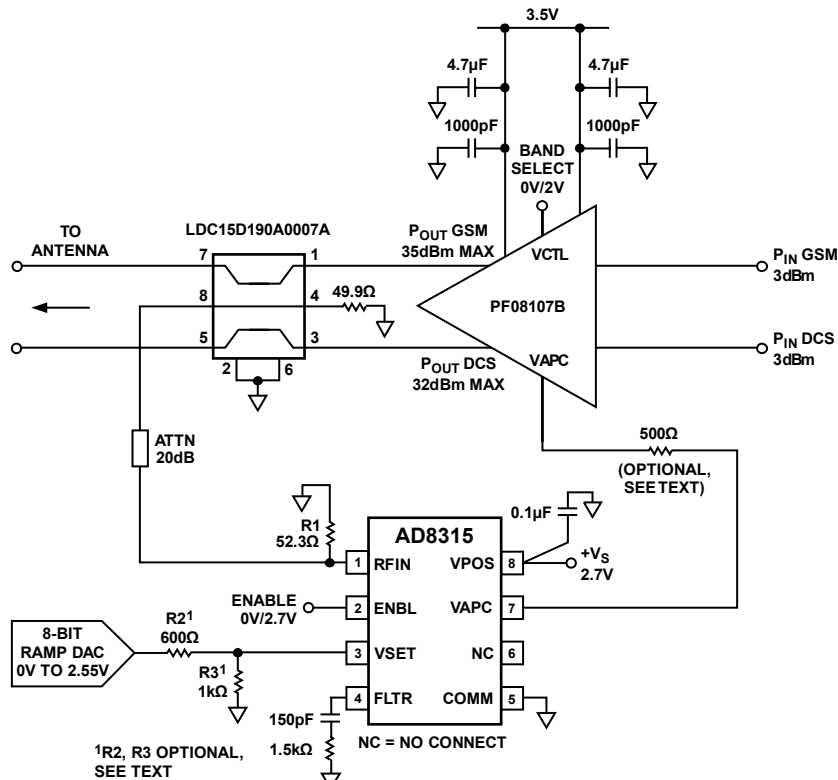 3.5V
4.7µF
4.7µF
1000pF
1000pF
BAND
SELECT
0V/2V
LDC15D190A0007A
TO
ANTENNA
P_OUT GSM
35dBm MAX
VCTL
7
1
P_IN GSM
3dBm
8
4
49.9Ω
PF08107B
5
3
P_IN DCS
3dBm
2
6
P_OUT DCS
32dBm MAX
VAPC
ATTN
20dB
500Ω
(OPTIONAL,
SEE TEXT)
R1
52.3Ω
AD8315
0.1µF
1
RFIN
VPOS
8
+V_S
2.7V
ENABLE
0V/2.7V
2
ENBL
VAPC
7
8-BIT
RAMP DAC
0V TO 2.55V
R2¹
600Ω
3
VSET
NC
6
R3¹
1kΩ
4
FLTR
COMM
5
150pF
1.5kΩ
NC = NO CONNECT
¹R2, R3 OPTIONAL,
SEE TEXT